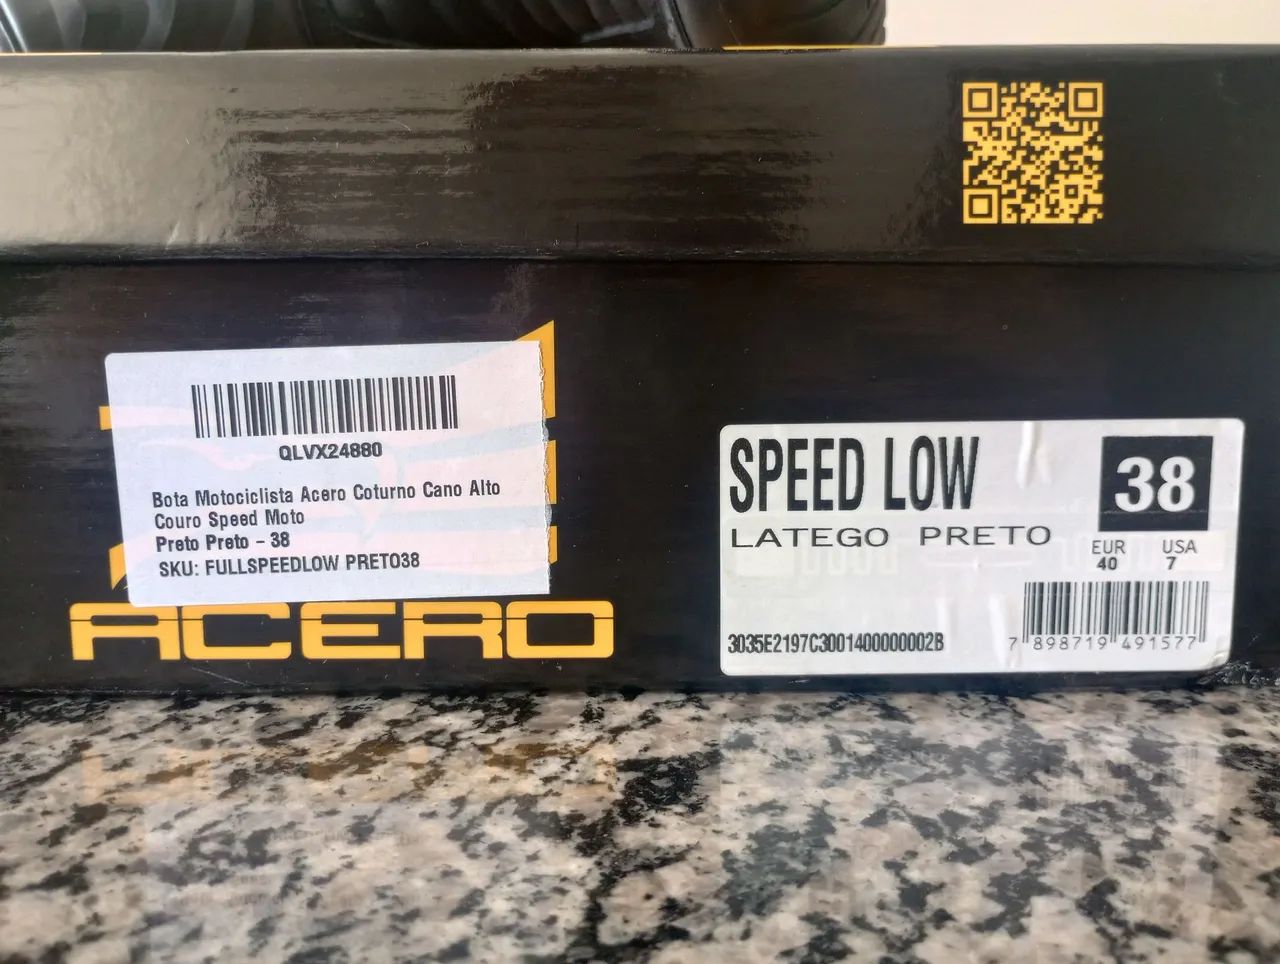 QLVX24880
Bota Motociclista Acero Coturno Cano Alto
Couro Speed Moto
Preto Preto - 38
SKU: FULLSPEEDLOW PRETO38
ACERO
SPEED LOW
38
LATEGO PRETO
EUR USA
40 7
3035E2197C3001400000002B
7 898719 491577